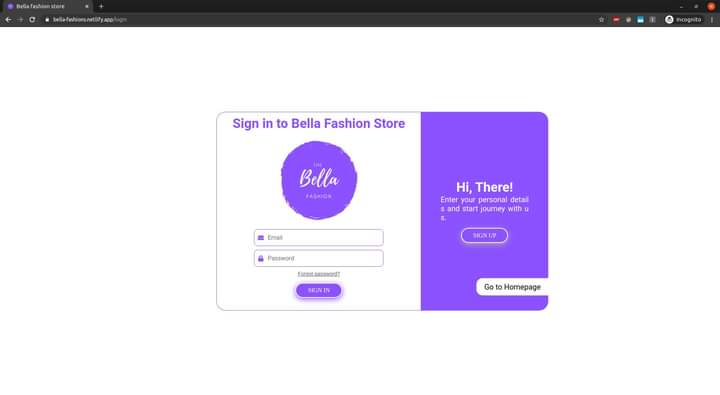 Bella fashion store
bella-fashions.netlify.app/login
Incognito
Sign in to Bella Fashion Store
THE
Bella
FASHION
Email
Password
Forgot password?
SIGN IN
Hi, There!
Enter your personal detail
s and start journey with u
s.
SIGN UP
Go to Homepage